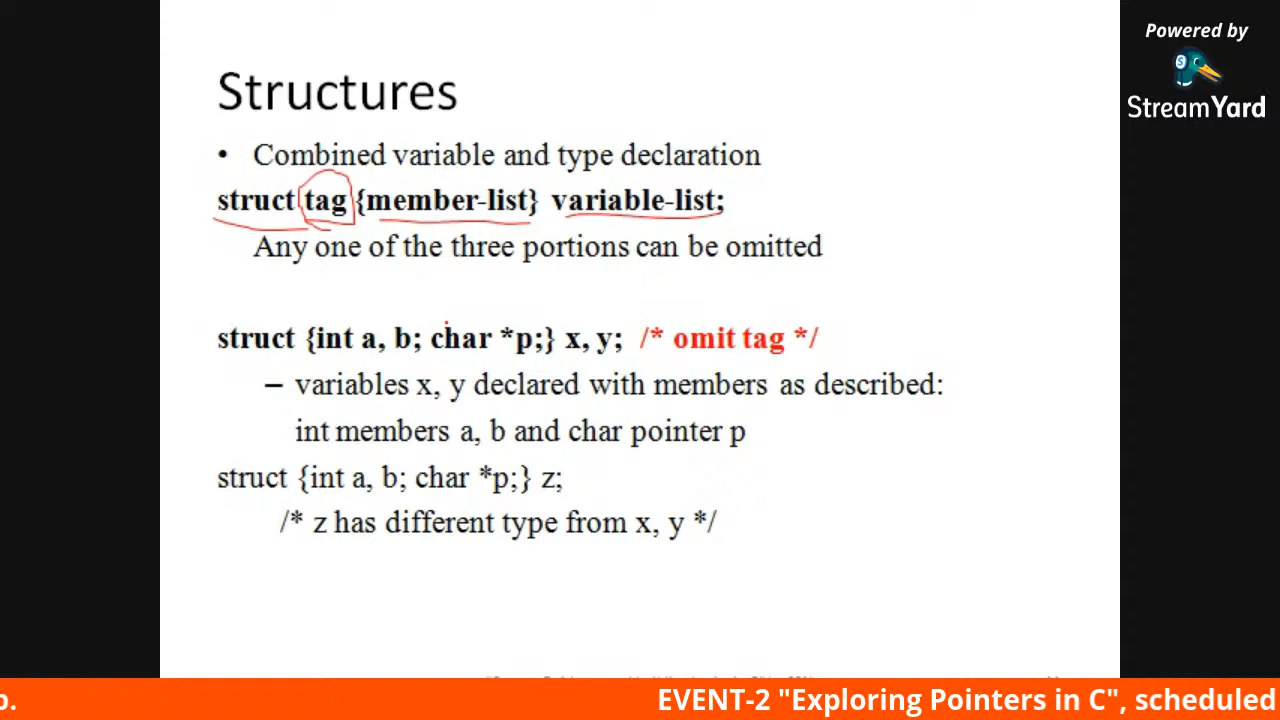 Powered by
StreamYard
Structures
• Combined variable and type declaration
struct tag {member-list} variable-list;
Any one of the three portions can be omitted
struct {int a, b; char *p;} x, y; /* omit tag */
– variables x, y declared with members as described:
int members a, b and char pointer p
struct {int a, b; char *p;} z;
/* z has different type from x, y */
p. EVENT-2 "Exploring Pointers in C", scheduled